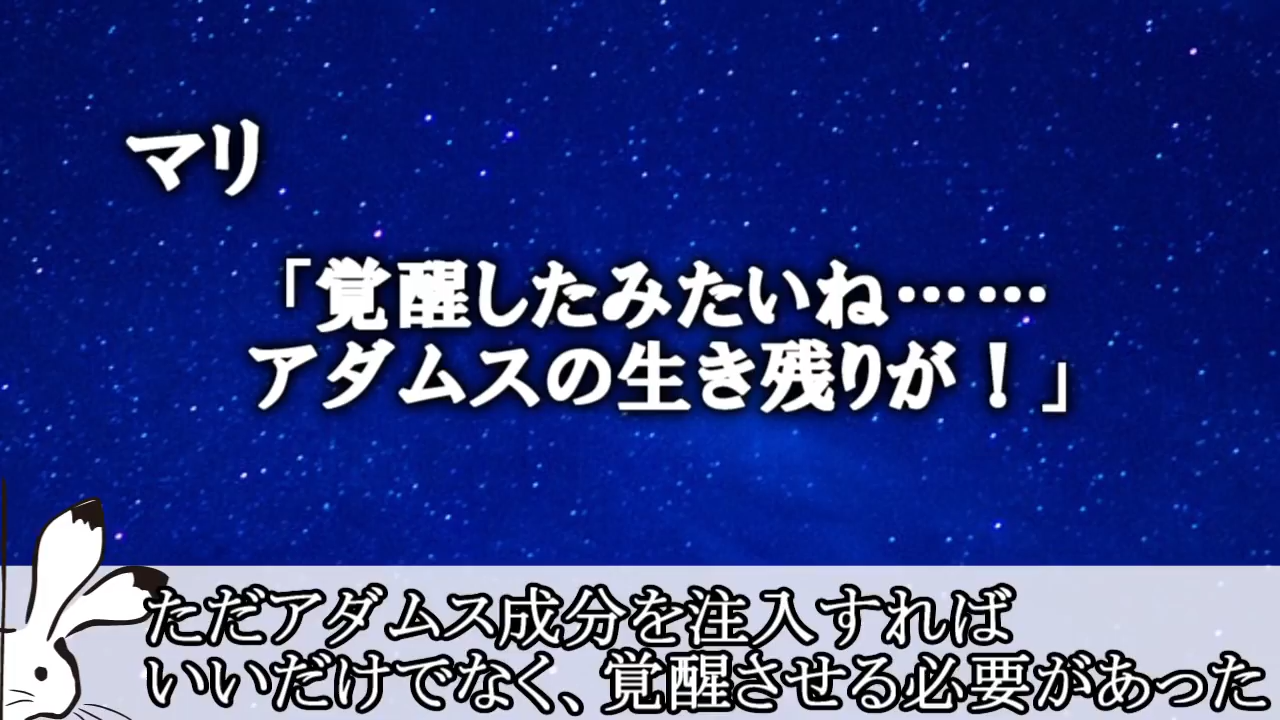 マリ
「覚醒したみたいね……
アダムスの生き残りが！」
ただアダムス成分を注入すれば
いいだけでなく、覚醒させる必要があった